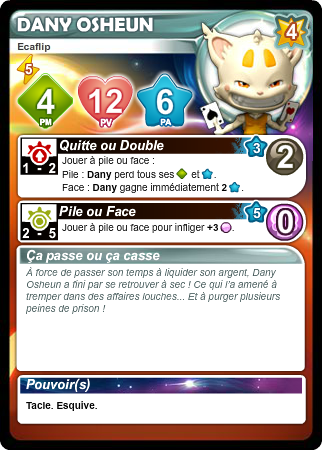 DANY OSHEUN
4
Ecaflip
5
4
PM
12
PV
6
PA
Quitte ou Double
3
2
1 - 2
Jouer à pile ou face :
Pile : Dany perd tous ses et .
Face : Dany gagne immédiatement 2 .
Pile ou Face
5
0
2 - 5
Jouer à pile ou face pour infliger +3 .
Ça passe ou ça casse
À force de passer son temps à liquider son argent, Dany
Osheun a fini par se retrouver à sec ! Ce qui l'a amené à
tremper dans des affaires louches... Et à purger plusieurs
peines de prison !
Pouvoir(s)
Tacle. Esquive.